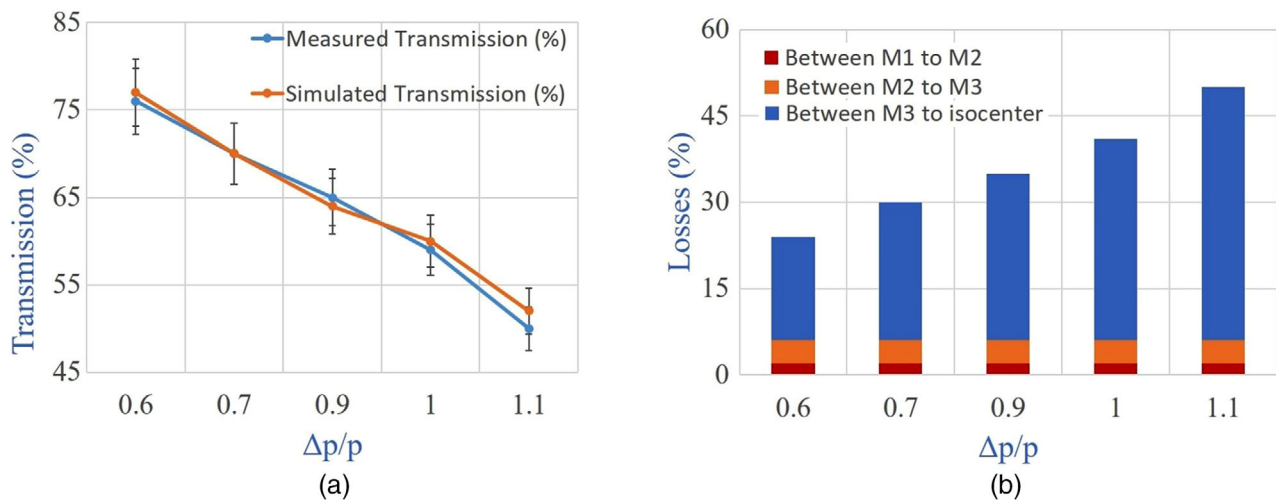 85
75
65
55
45
Transmission (%)
Measured Transmission (%)
Simulated Transmission (%)
0.6 0.7 0.9 1 1.1
Δp/p
(a)
60
45
30
15
0
Losses (%)
Between M1 to M2
Between M2 to M3
Between M3 to isocenter
0.6 0.7 0.9 1 1.1
Δp/p
(b)